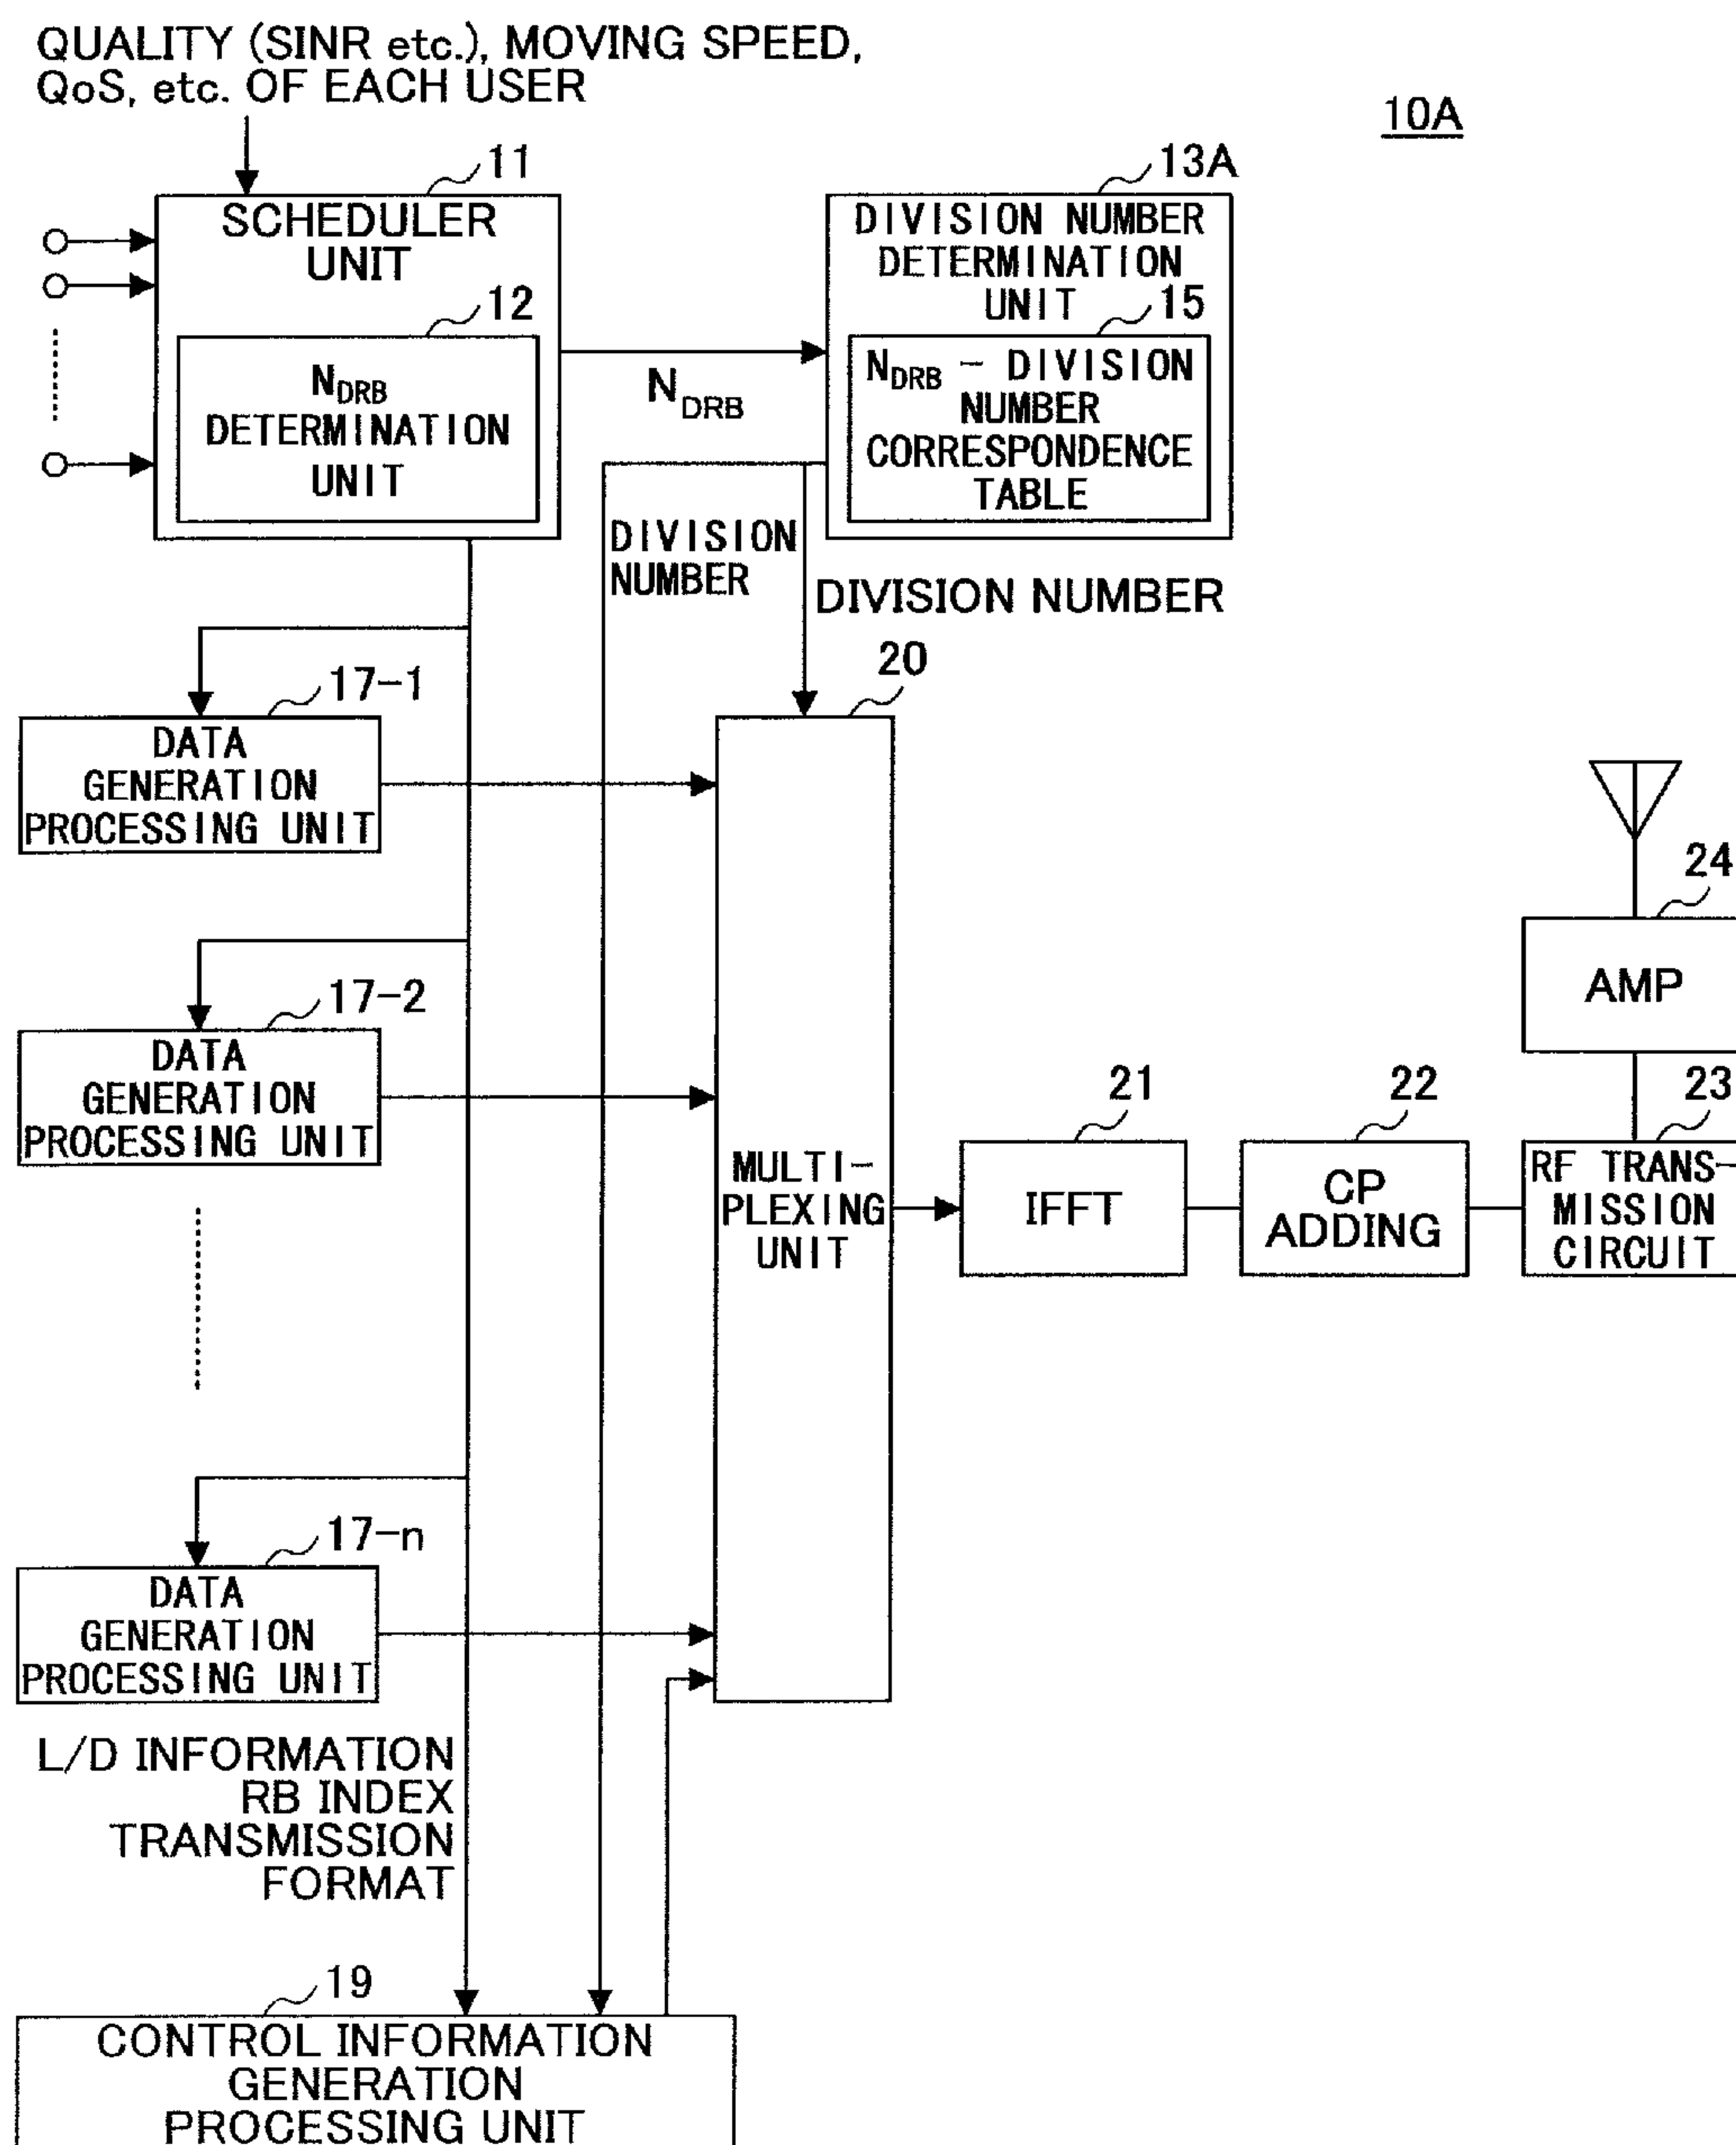 QUALITY (SINR etc.), MOVING SPEED,
QoS, etc. OF EACH USER
10A
11
SCHEDULER
UNIT
12
N_DRB
DETERMINATION
UNIT
N_DRB
13A
DIVISION NUMBER
DETERMINATION
UNIT
15
N_DRB - DIVISION
NUMBER
CORRESPONDENCE
TABLE
DIVISION
NUMBER
DIVISION NUMBER
17-1
DATA
GENERATION
PROCESSING UNIT
17-2
DATA
GENERATION
PROCESSING UNIT
17-n
DATA
GENERATION
PROCESSING UNIT
20
MULTI-
PLEXING
UNIT
21
IFFT
22
CP
ADDING
23
RF TRANS-
MISSION
CIRCUIT
24
AMP
L/D INFORMATION
RB INDEX
TRANSMISSION
FORMAT
19
CONTROL INFORMATION
GENERATION
PROCESSING UNIT